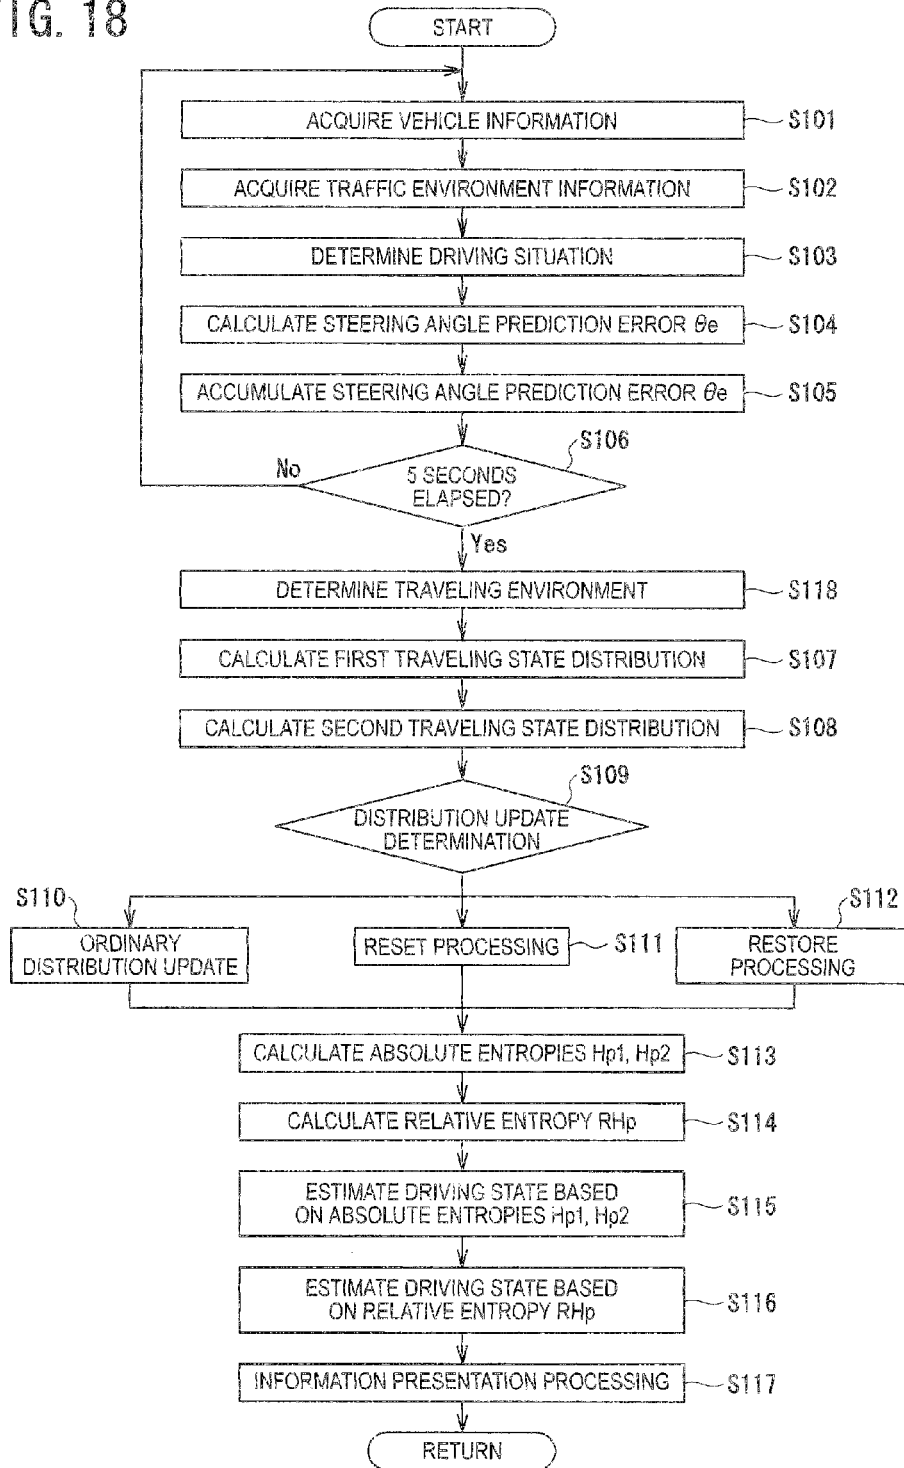 FIG. 18
START
ACQUIRE VEHICLE INFORMATION
S101
ACQUIRE TRAFFIC ENVIRONMENT INFORMATION
S102
DETERMINE DRIVING SITUATION
S103
CALCULATE STEERING ANGLE PREDICTION ERROR θe
S104
ACCUMULATE STEERING ANGLE PREDICTION ERROR θe
S105
S106
No
5 SECONDS
ELAPSED?
Yes
DETERMINE TRAVELING ENVIRONMENT
S118
CALCULATE FIRST TRAVELING STATE DISTRIBUTION
S107
CALCULATE SECOND TRAVELING STATE DISTRIBUTION
S108
S109
DISTRIBUTION UPDATE
DETERMINATION
S110
ORDINARY
DISTRIBUTION UPDATE
RESET PROCESSING
S111
S112
RESTORE
PROCESSING
CALCULATE ABSOLUTE ENTROPIES Hp1, Hp2
S113
CALCULATE RELATIVE ENTROPY RHp
S114
ESTIMATE DRIVING STATE BASED
ON ABSOLUTE ENTROPIES Hp1, Hp2
S115
ESTIMATE DRIVING STATE BASED
ON RELATIVE ENTROPY RHp
S116
INFORMATION PRESENTATION PROCESSING
S117
RETURN